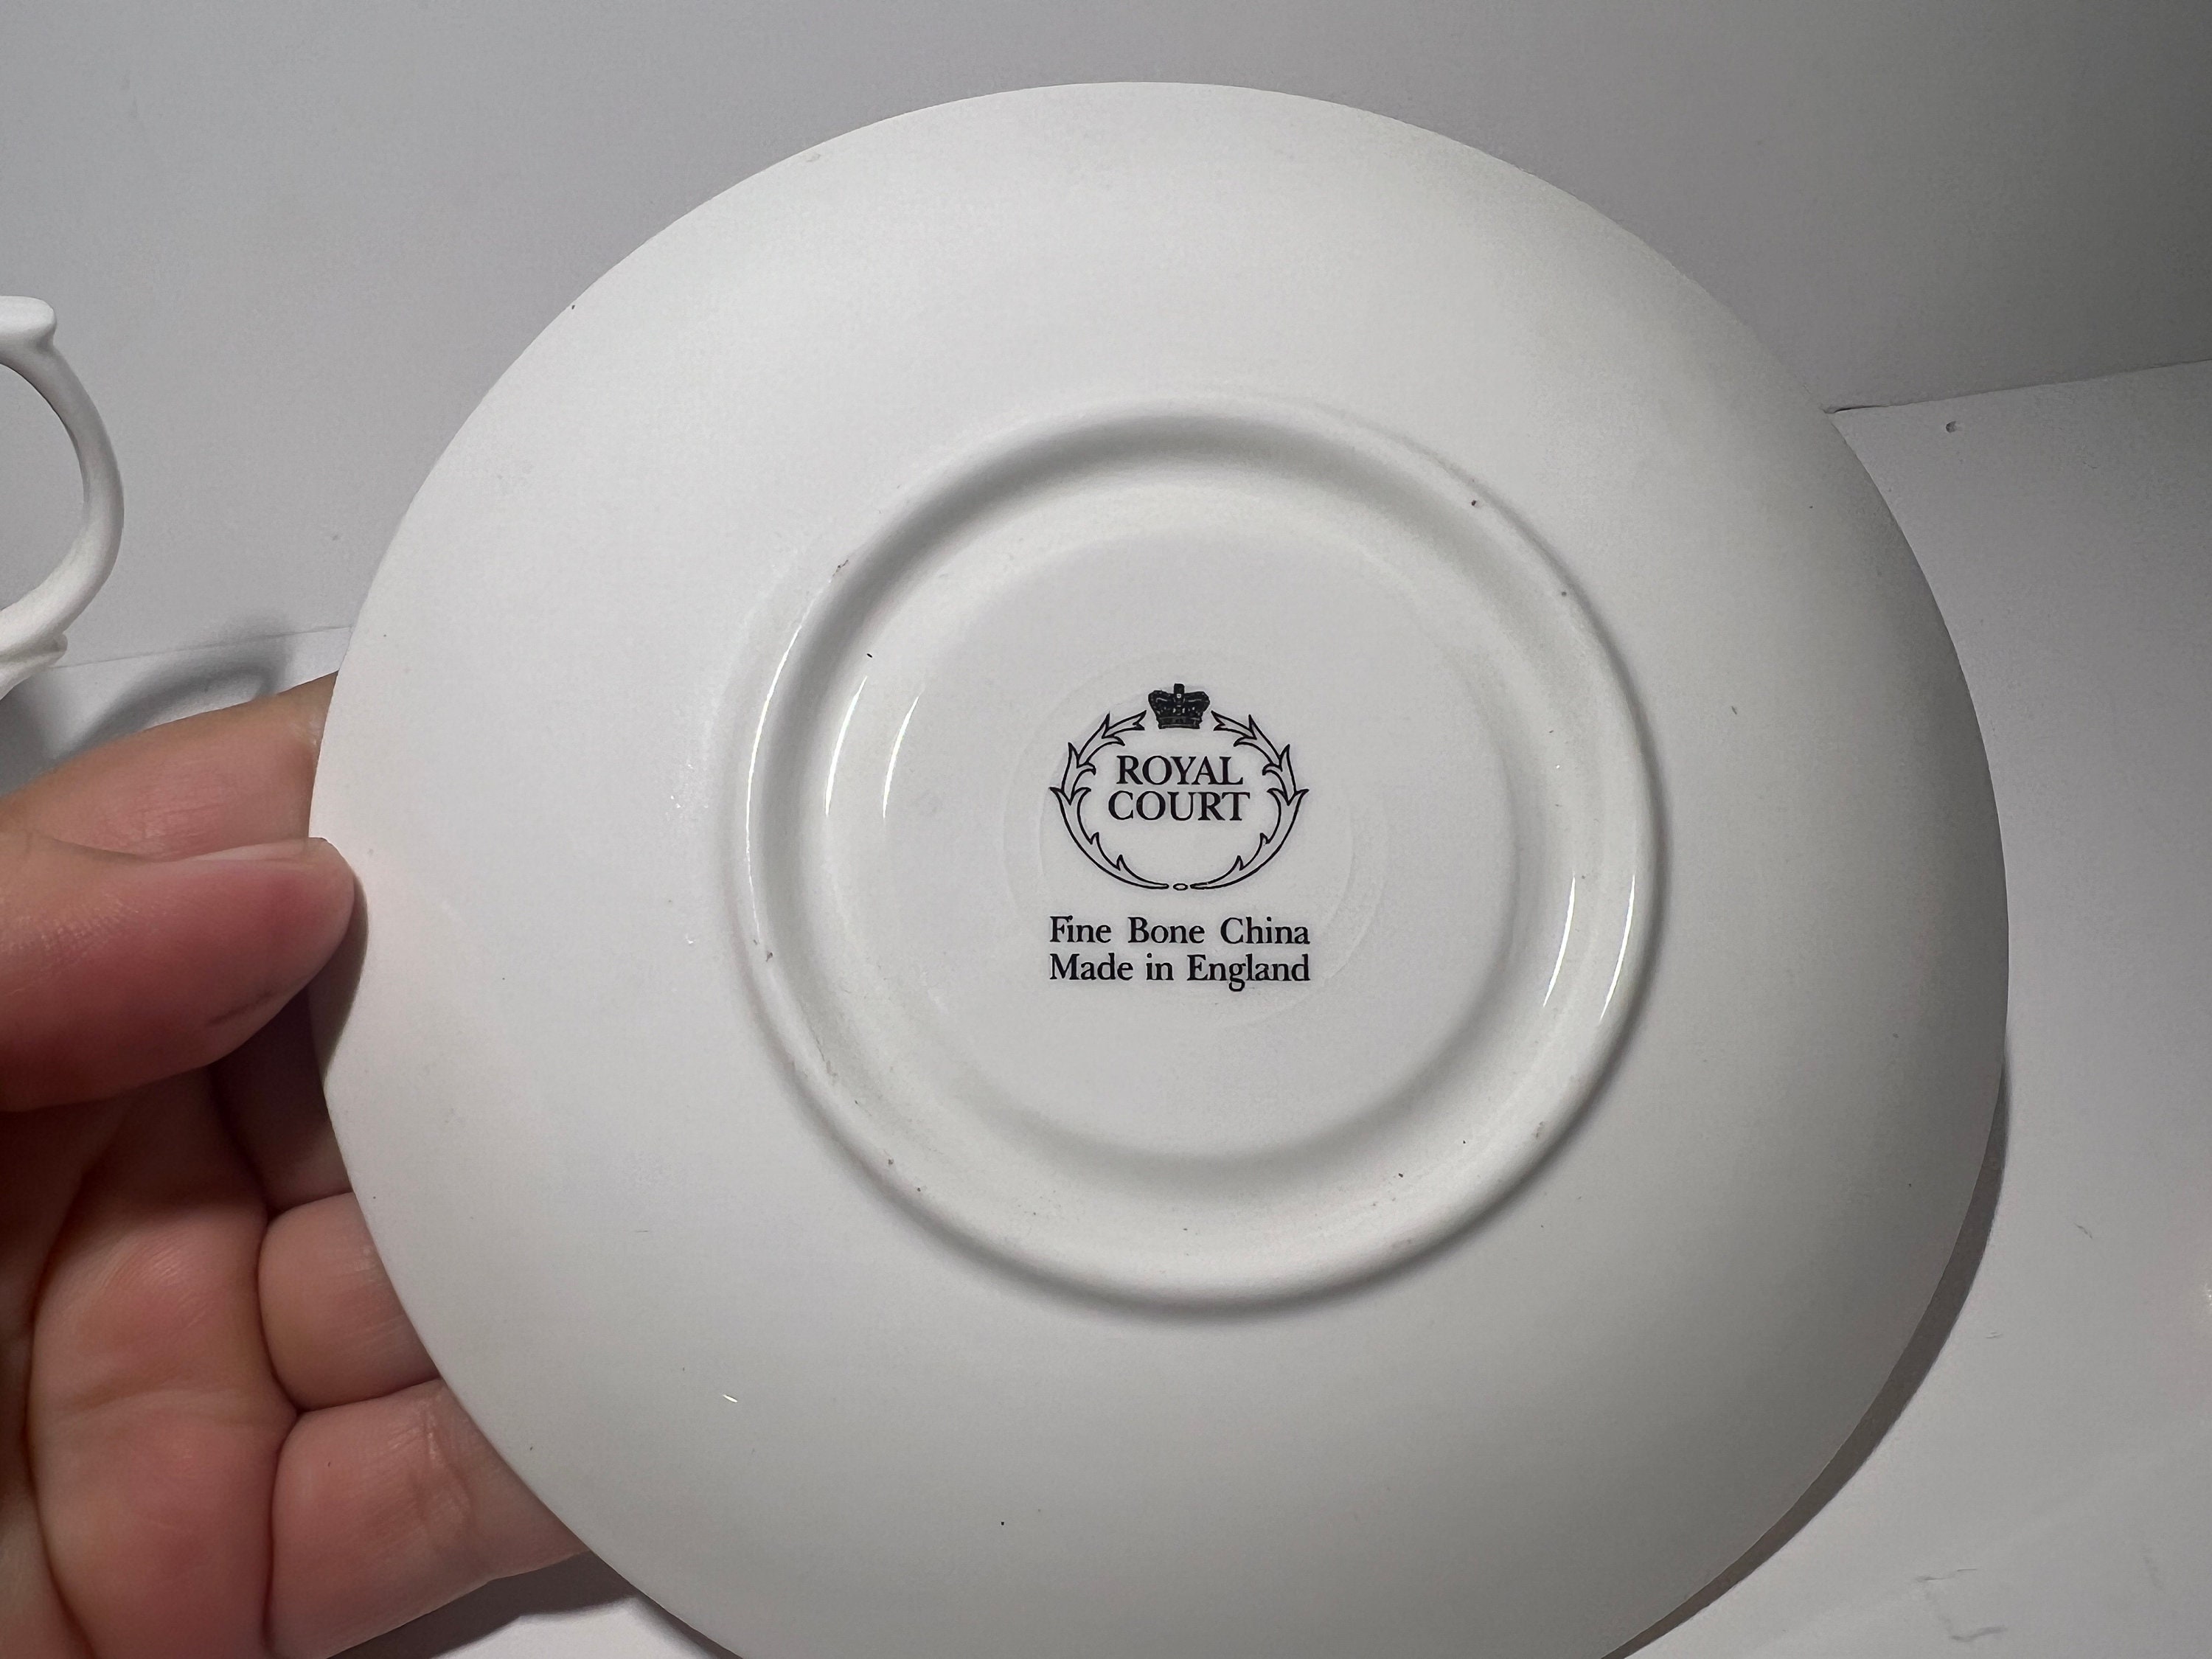 ROYAL
COURT
Fine Bone China
Made in England